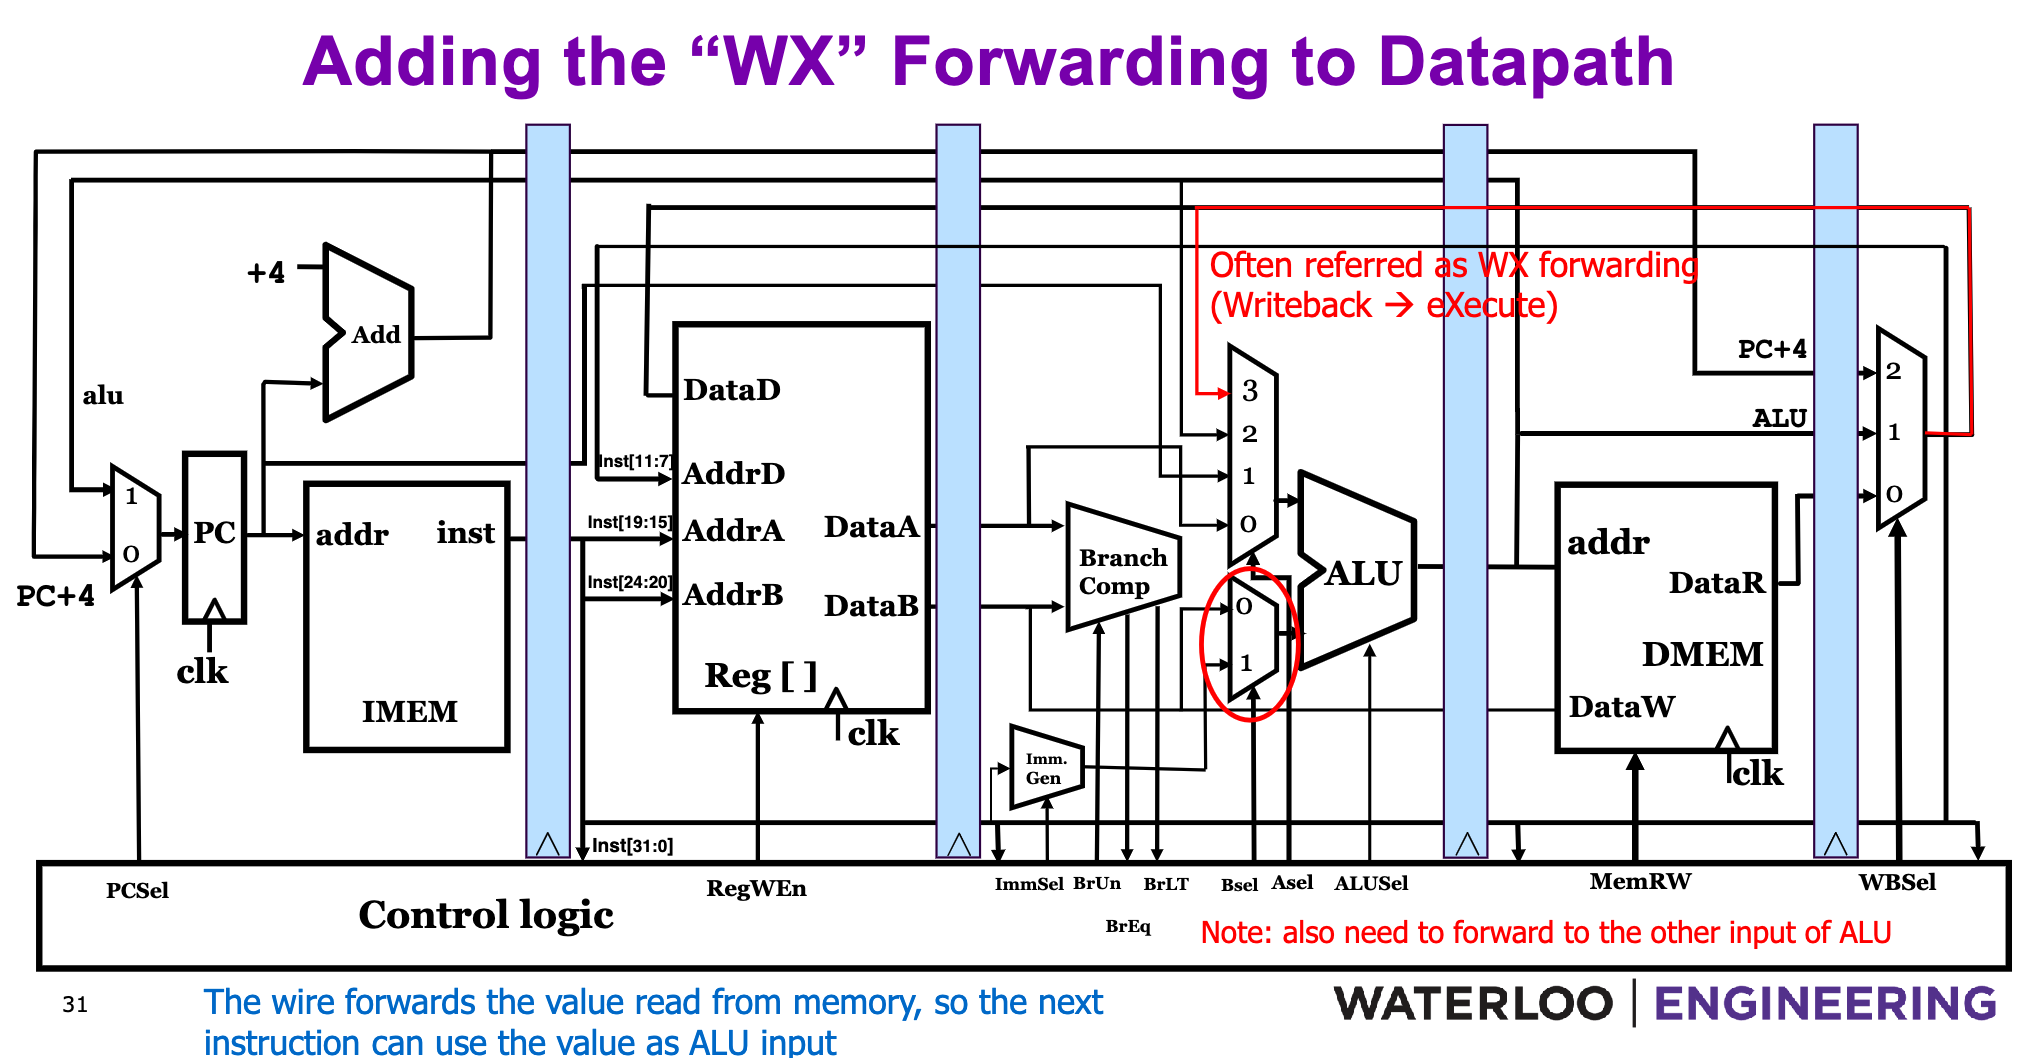 Adding the “WX” Forwarding to Datapath
+4
Add
alu
1
0
PC+4
PC
clk
addr
inst
IMEM
Inst[11:7]
Inst[19:15]
Inst[24:20]
Inst[31:0]
DataD
AddrD
AddrA
AddrB
DataA
DataB
Reg [ ]
clk
Branch
Comp
Imm.
Gen
Often referred as WX forwarding
(Writeback → eXecute)
3
2
1
0
0
1
ALU
addr
DataR
DMEM
DataW
clk
PC+4
ALU
2
1
0
PCSel
Control logic
RegWEn
ImmSel
BrUn
BrEq
BrLT
Bsel
Asel
ALUSel
MemRW
WBSel
Note: also need to forward to the other input of ALU
31
The wire forwards the value read from memory, so the next
instruction can use the value as ALU input
WATERLOO | ENGINEERING